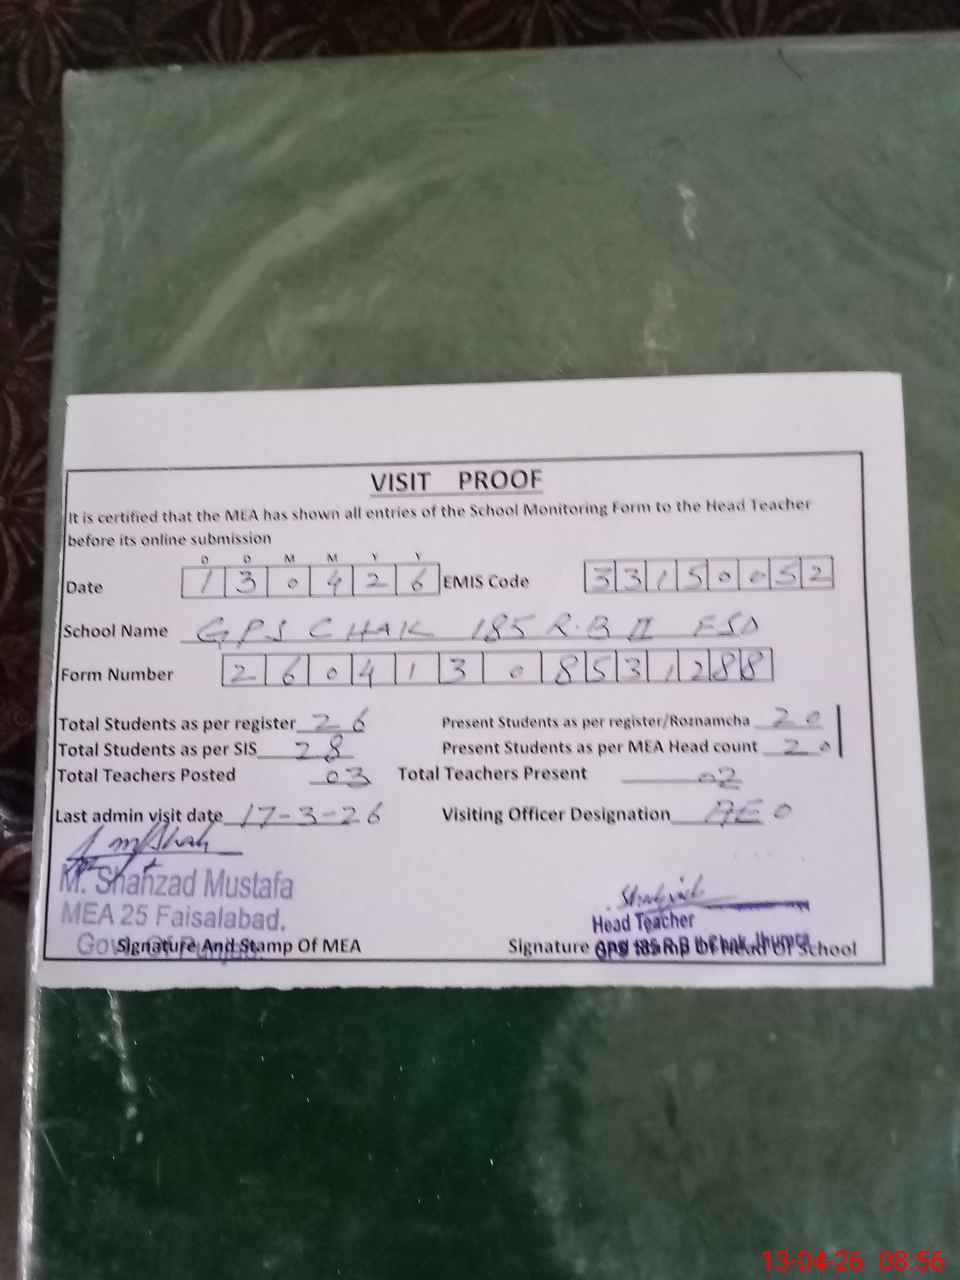 VISIT PROOF
It is certified that the MEA has shown all entries of the School Monitoring Form to the Head Teacher
before its online submission
D D M M Y Y
Date 1 3 0 4 2 6 EMIS Code 3 3 1 5 0 0 5 2
School Name GPS CHAK 185 R.B II FSD
Form Number 2 6 0 4 1 3 0 8 5 3 1 2 8 8
Total Students as per register 26 Present Students as per register/Roznamcha 20
Total Students as per SIS 28 Present Students as per MEA Head count 20
Total Teachers Posted 03 Total Teachers Present 02
Last admin visit date 17-3-26 Visiting Officer Designation AEO
M. Shahzad Mustafa
MEA 25 Faisalabad.
Head Teacher
Signature And Stamp Of MEA
Signature And Stamp Of Head Of School
13-04-26 08:56